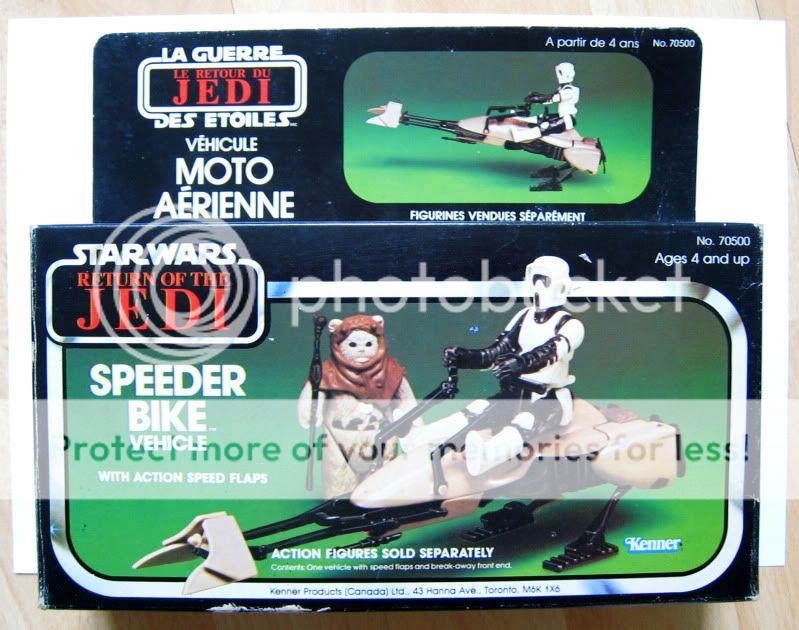 LA GUERRE
LE RETOUR DU
JEDI
DES ETOILES
VÉHICULE
MOTO
AÉRIENNE
A partir de 4 ans No. 70500
FIGURINES VENDUES SÉPARÉMENT
STAR WARS
RETURN OF THE
JEDI
No. 70500
Ages 4 and up
photobucket
SPEEDER
BIKE
VEHICLE
Protect more of your memories for less!
WITH ACTION SPEED FLAPS
ACTION FIGURES SOLD SEPARATELY
Contents: One vehicle with speed flaps and break-away front end.
Kenner
Kenner Products (Canada) Ltd., 43 Hanna Ave., Toronto, M6K 1X6